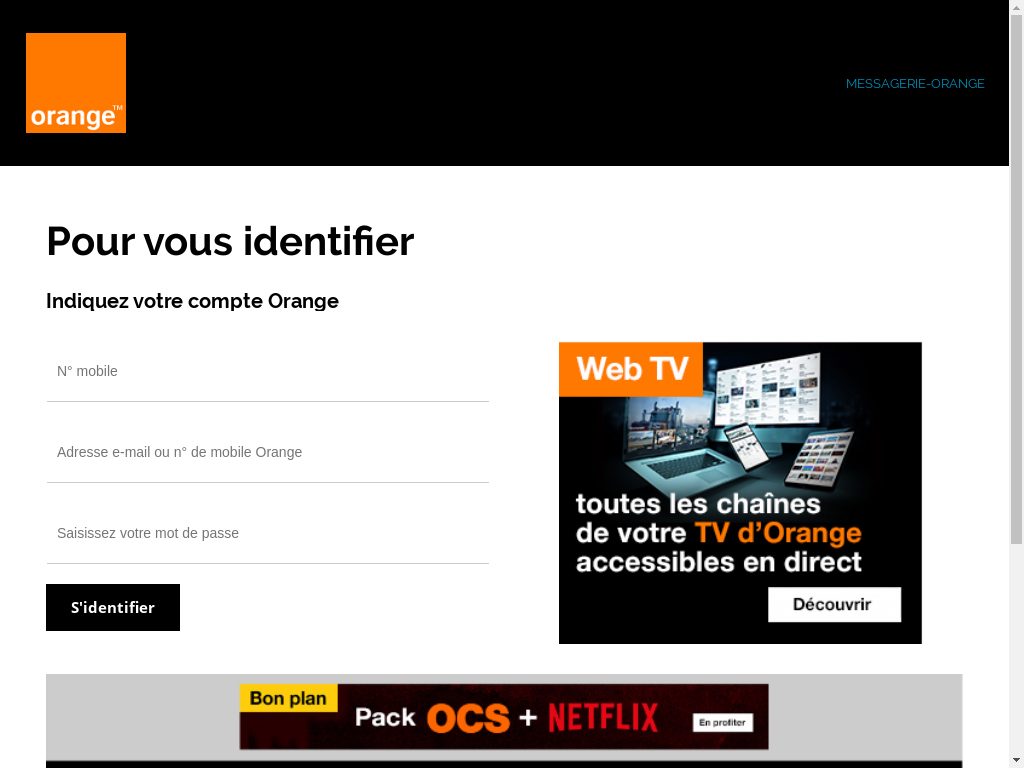 orange™
MESSAGERIE-ORANGE
Pour vous identifier
Indiquez votre compte Orange
N° mobile
Adresse e-mail ou n° de mobile Orange
Saisissez votre mot de passe
S'identifier
Web TV
toutes les chaînes
de votre TV d'Orange
accessibles en direct
Découvrir
Bon plan
Pack OCS + NETFLIX
En profiter